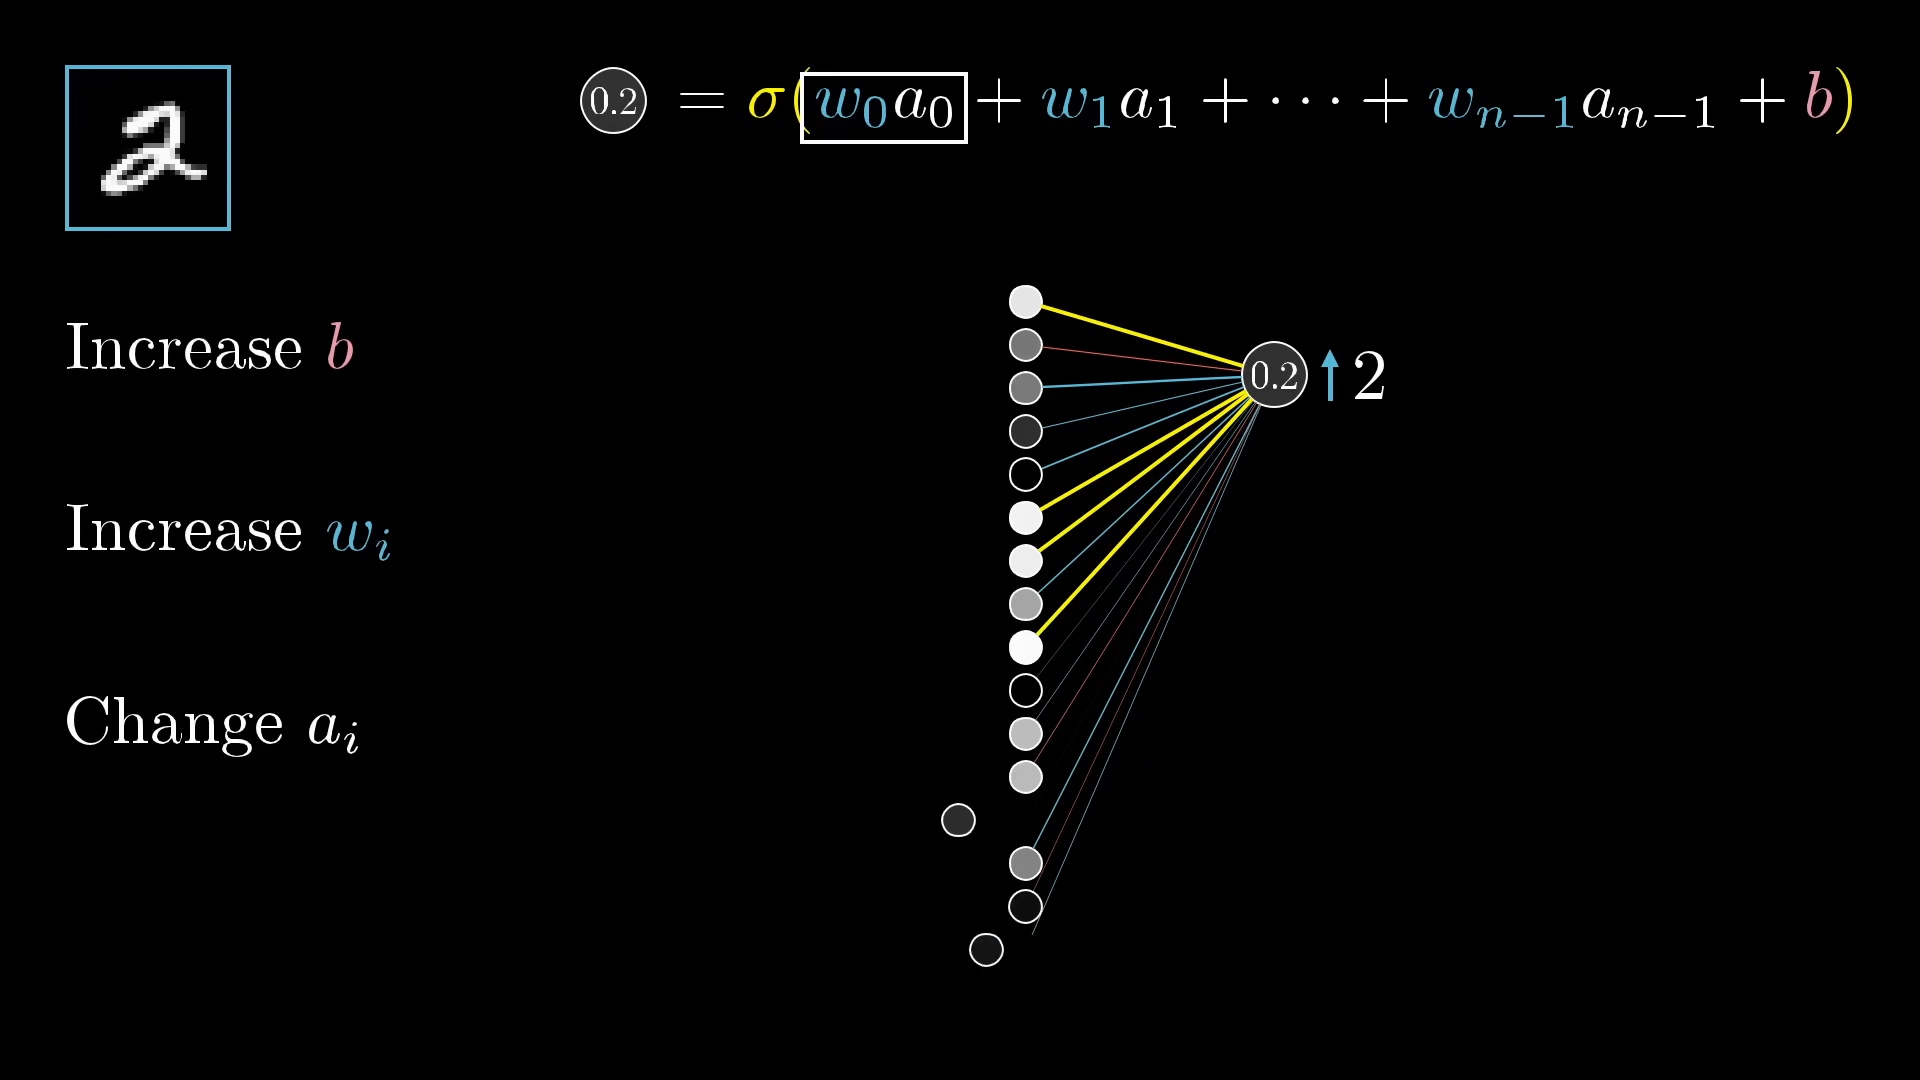 2
0.2 = σ(w₀a₀ + w₁a₁ + ⋯ + wₙ₋₁aₙ₋₁ + b)
Increase b
0.2 ↑ 2
Increase wᵢ
Change aᵢ